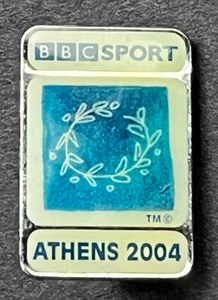 BBC SPORT
TM©
ATHENS 2004